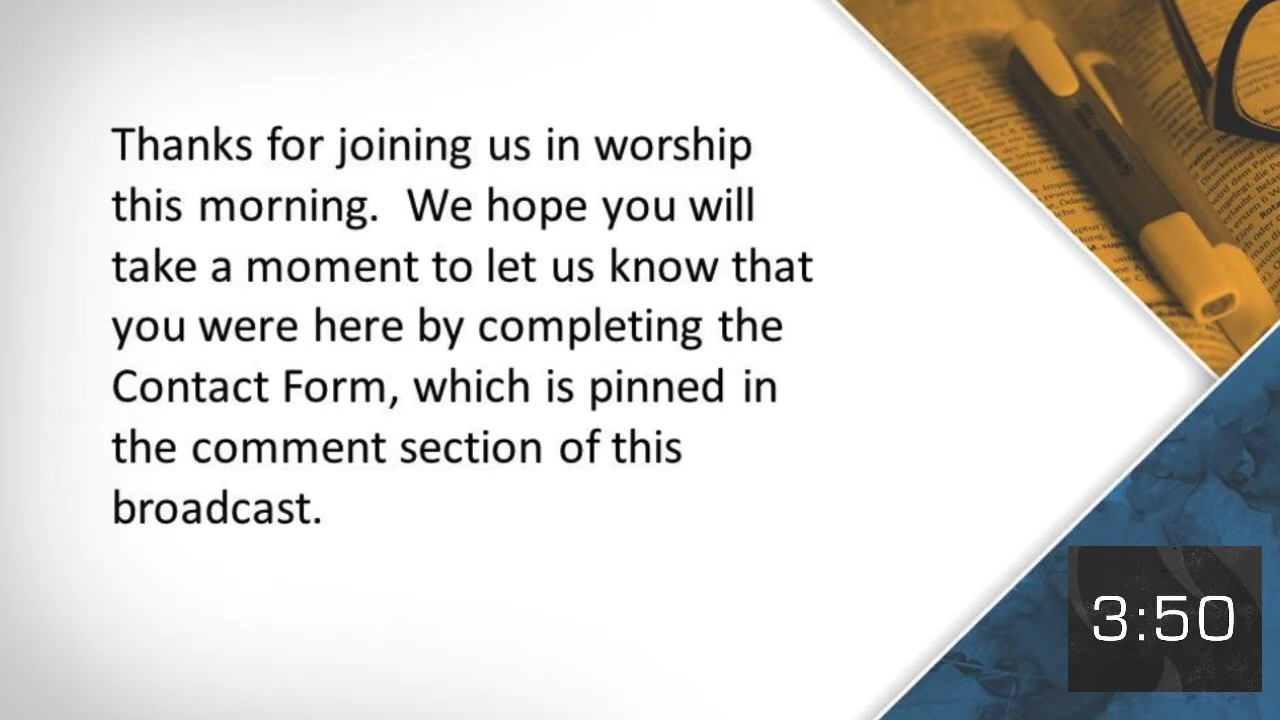 Thanks for joining us in worship
this morning.  We hope you will
take a moment to let us know that
you were here by completing the
Contact Form, which is pinned in
the comment section of this
broadcast.
3:50